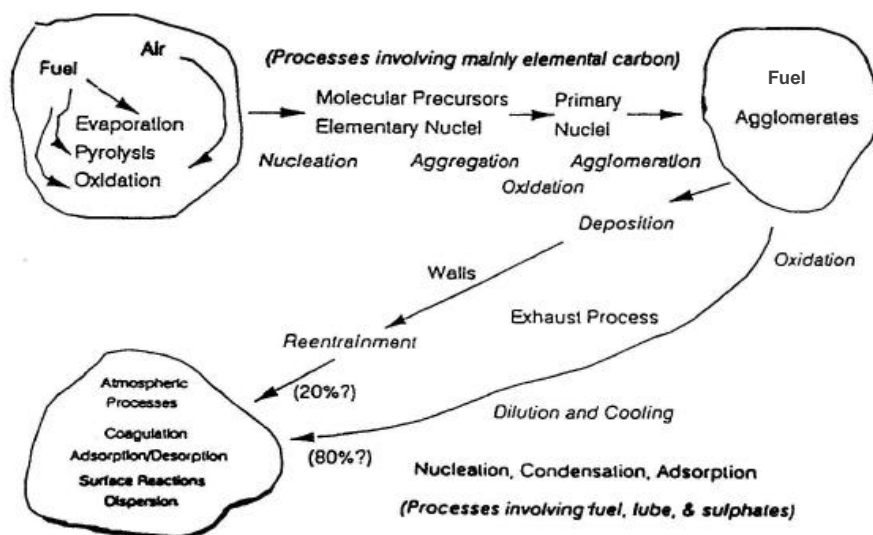 Air
Fuel
Evaporation
Pyrolysis
Oxidation
(Processes involving mainly elemental carbon)
Molecular Precursors
Elementary Nuclei
Primary
Nuclei
Nucleation
Aggregation
Agglomeration
Oxidation
Fuel
Agglomerates
Deposition
Oxidation
Walls
Exhaust Process
Reentrainment
(20%?)
Dilution and Cooling
(80%?)
Atmospheric
Processes
Coagulation
Adsorption/Desorption
Surface Reactions
Dispersion
Nucleation, Condensation, Adsorption
(Processes involving fuel, lube, & sulphates)